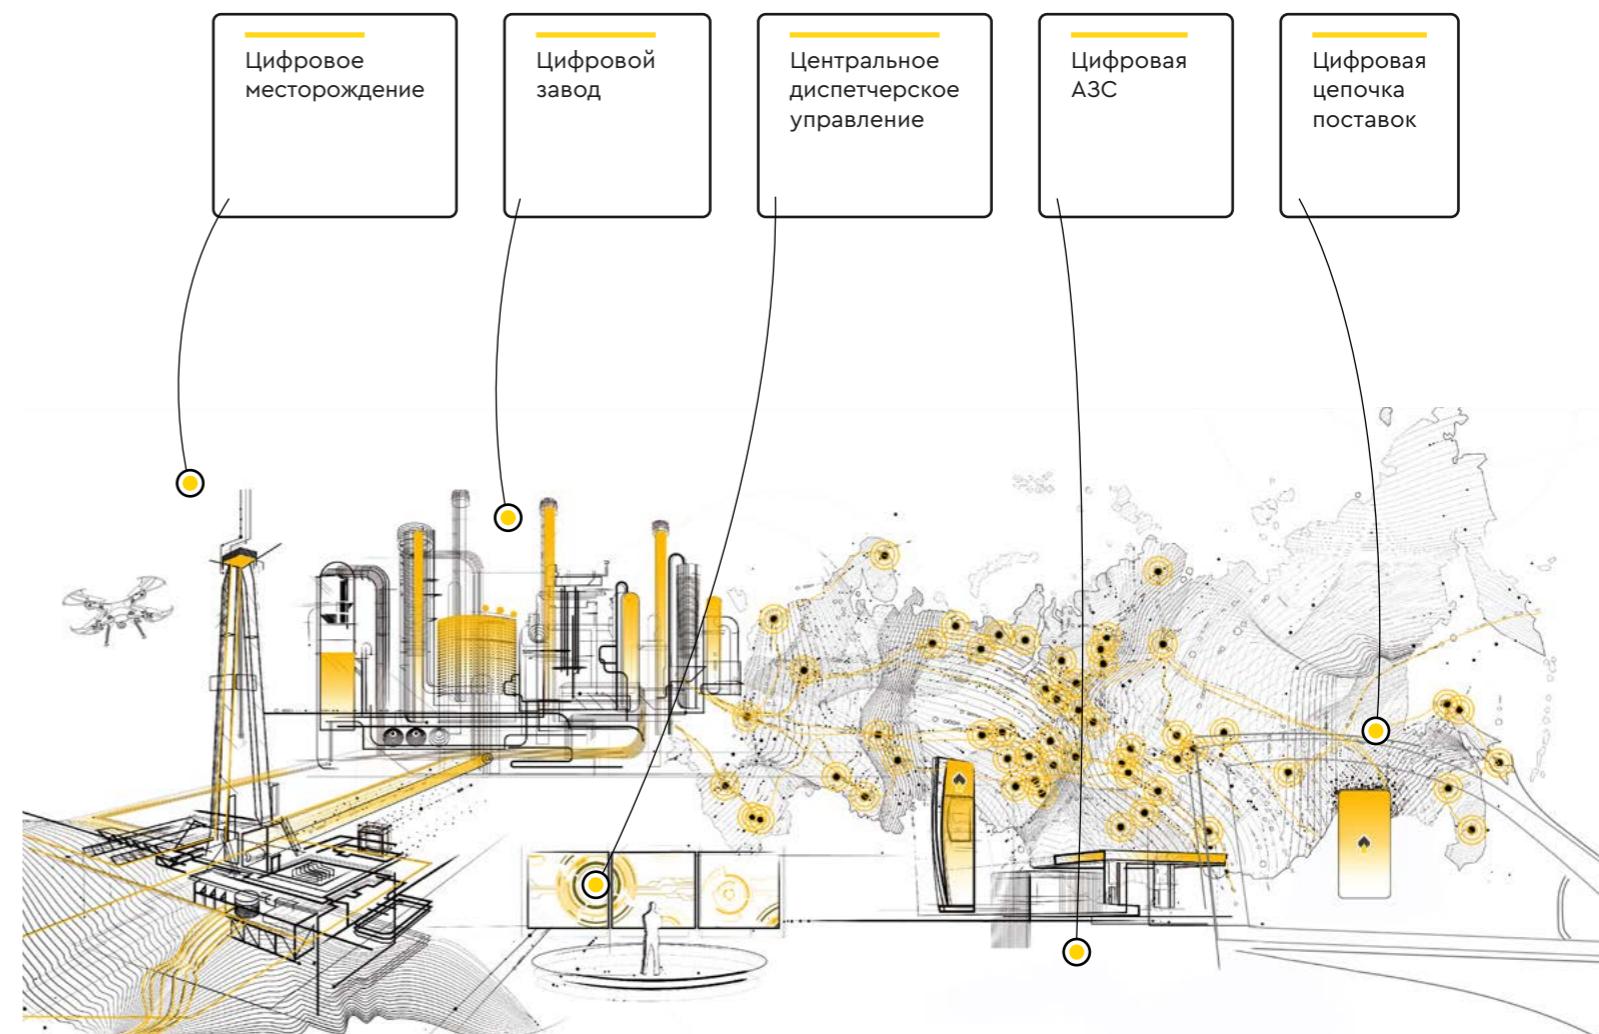 Цифровое
месторождение
Цифровой
завод
Центральное
диспетчерское
управление
Цифровая
АЗС
Цифровая
цепочка
поставок